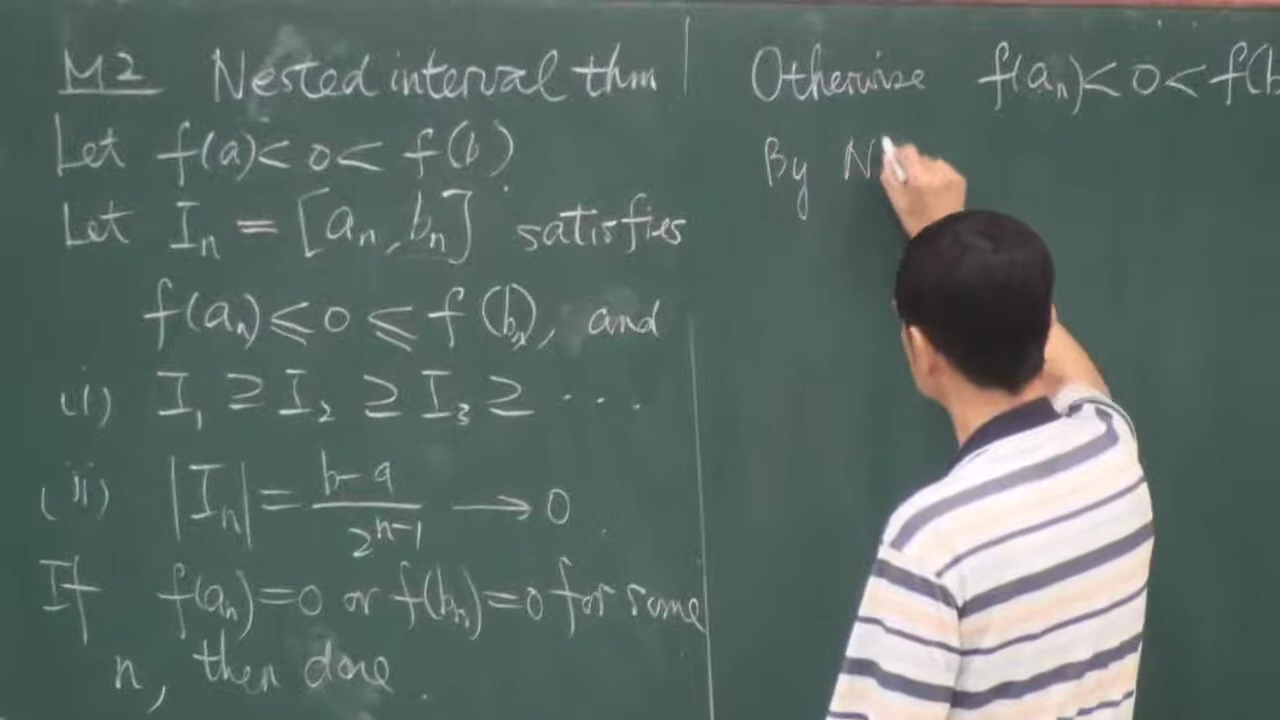 M2 Nested interval thm
Let f(a) < 0 < f(b)
Let Iₙ = [aₙ, bₙ] satisfies
f(aₙ) ≤ 0 ≤ f(bₙ), and
(i) I₁ ⊇ I₂ ⊇ I₃ ⊇ ...
(ii) |Iₙ| = (b-a)/2ⁿ⁻¹ → 0
If f(aₙ)=0 or f(bₙ)=0 for some
n, then done.
Otherwise f(aₙ) < 0 < f(b
By N